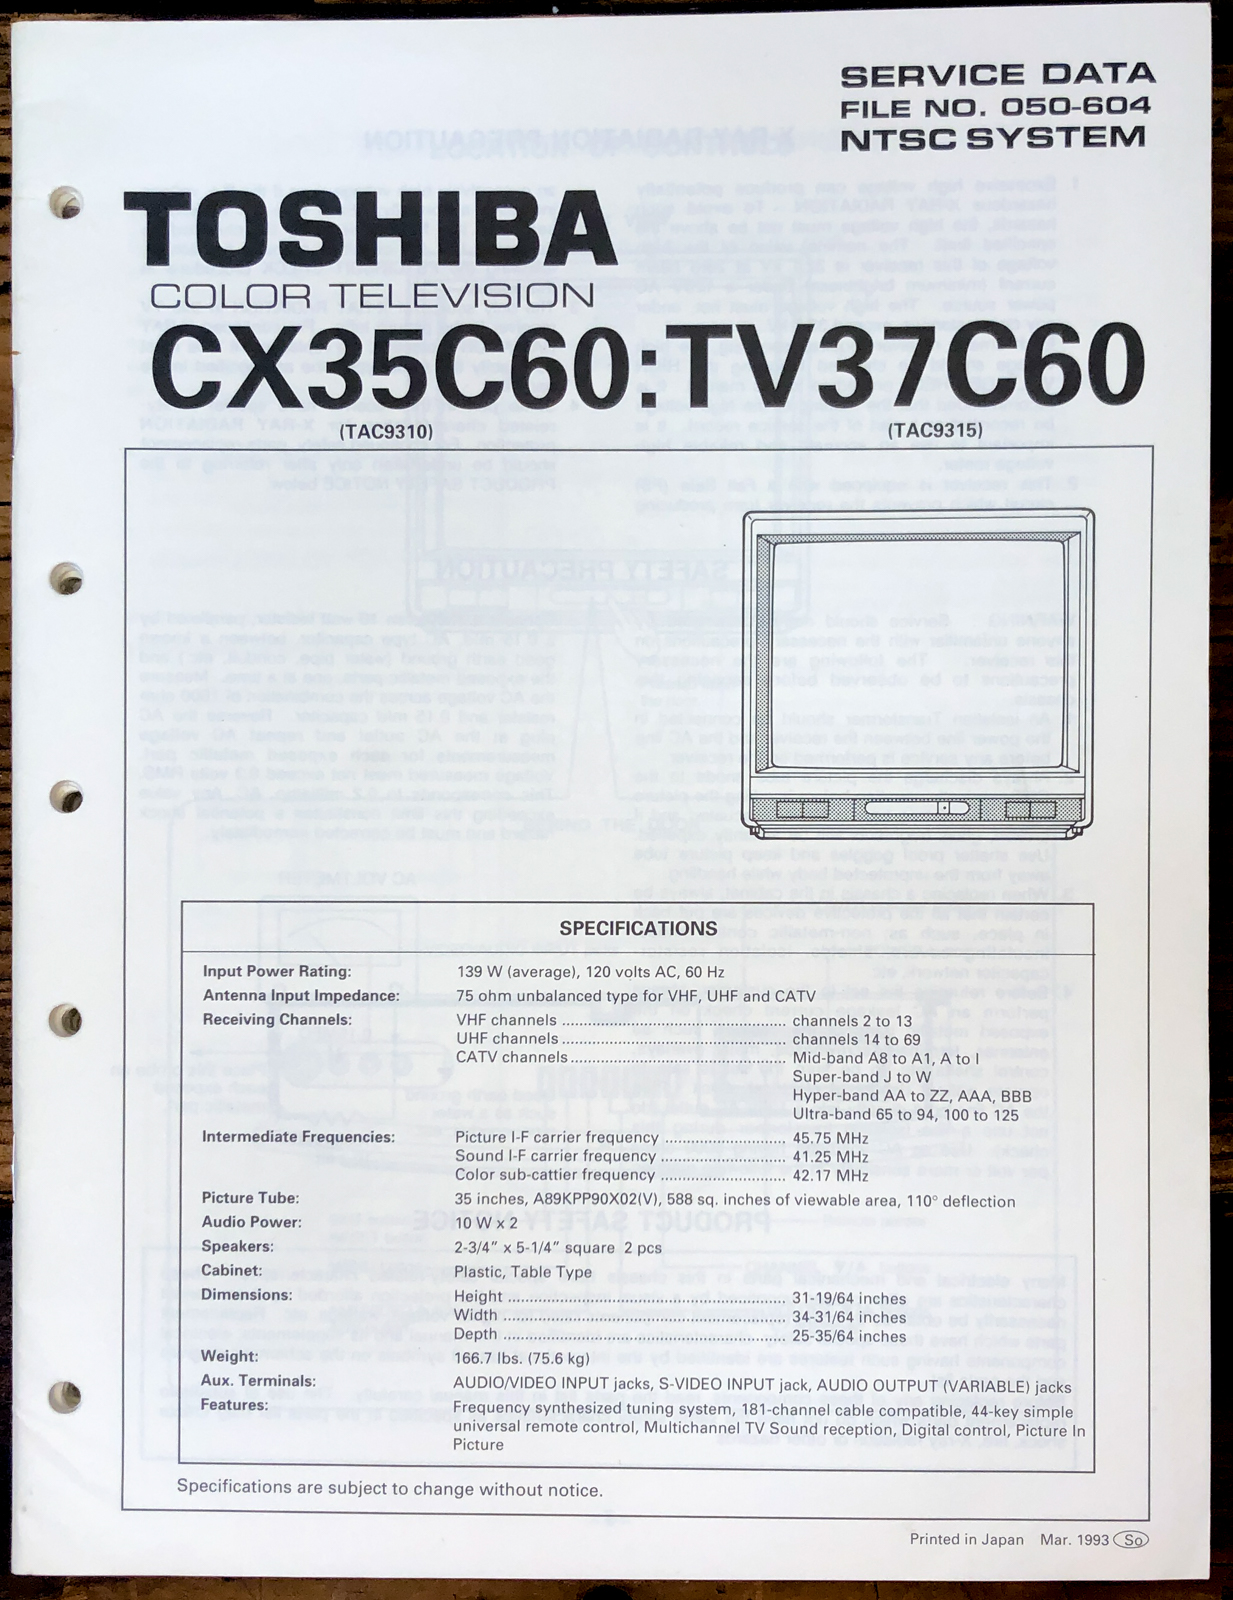 SERVICE DATA
FILE NO. 050-604
NTSC SYSTEM
TOSHIBA
COLOR TELEVISION
CX35C60:TV37C60
(TAC9310) (TAC9315)
SPECIFICATIONS
Input Power Rating: 139 W (average), 120 volts AC, 60 Hz
Antenna Input Impedance: 75 ohm unbalanced type for VHF, UHF and CATV
Receiving Channels: VHF channels ........ channels 2 to 13
UHF channels ........ channels 14 to 69
CATV channels ........ Mid-band A8 to A1, A to I
Super-band J to W
Hyper-band AA to ZZ, AAA, BBB
Ultra-band 65 to 94, 100 to 125
Intermediate Frequencies: Picture I-F carrier frequency ........ 45.75 MHz
Sound I-F carrier frequency ........ 41.25 MHz
Color sub-cattier frequency ........ 42.17 MHz
Picture Tube: 35 inches, A89KPP90X02(V), 588 sq. inches of viewable area, 110° deflection
Audio Power: 10 W x 2
Speakers: 2-3/4” x 5-1/4” square 2 pcs
Cabinet: Plastic, Table Type
Dimensions: Height ........ 31-19/64 inches
Width ........ 34-31/64 inches
Depth ........ 25-35/64 inches
Weight: 166.7 lbs. (75.6 kg)
Aux. Terminals: AUDIO/VIDEO INPUT jacks, S-VIDEO INPUT jack, AUDIO OUTPUT (VARIABLE) jacks
Features: Frequency synthesized tuning system, 181-channel cable compatible, 44-key simple
universal remote control, Multichannel TV Sound reception, Digital control, Picture In
Picture
Specifications are subject to change without notice.
Printed in Japan Mar. 1993 So